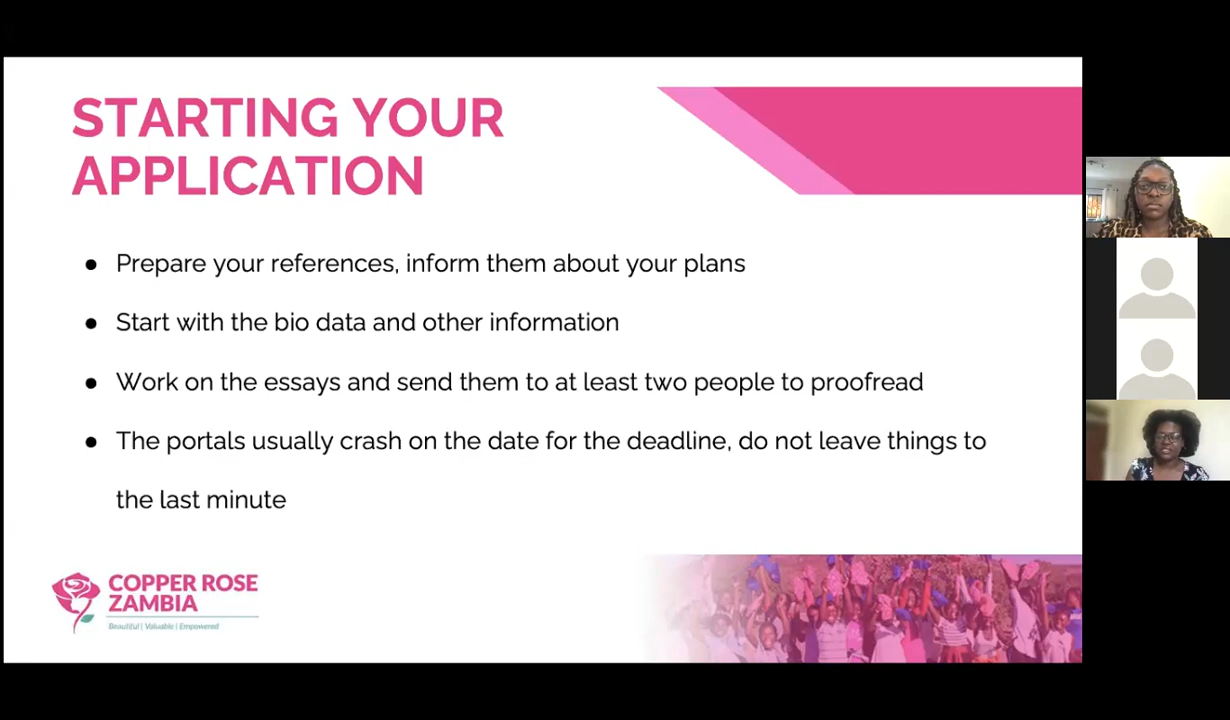 STARTING YOUR
APPLICATION
● Prepare your references, inform them about your plans
● Start with the bio data and other information
● Work on the essays and send them to at least two people to proofread
● The portals usually crash on the date for the deadline, do not leave things to
the last minute
COPPER ROSE
ZAMBIA
Beautiful | Valuable | Empowered